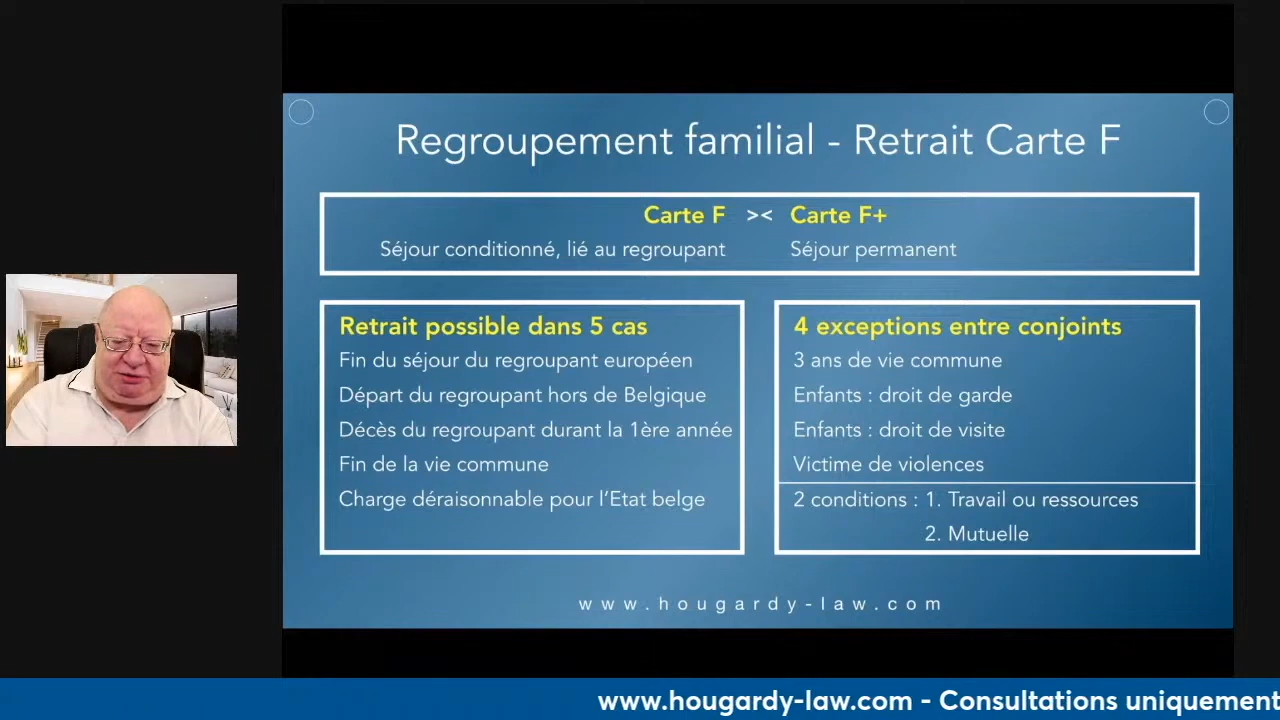 Regroupement familial - Retrait Carte F
Carte F >< Carte F+
Séjour conditionné, lié au regroupant Séjour permanent
Retrait possible dans 5 cas
Fin du séjour du regroupant européen
Départ du regroupant hors de Belgique
Décès du regroupant durant la 1ère année
Fin de la vie commune
Charge déraisonnable pour l'Etat belge
4 exceptions entre conjoints
3 ans de vie commune
Enfants : droit de garde
Enfants : droit de visite
Victime de violences
2 conditions : 1. Travail ou ressources
2. Mutuelle
www.hougardy-law.com
www.hougardy-law.com - Consultations uniquement